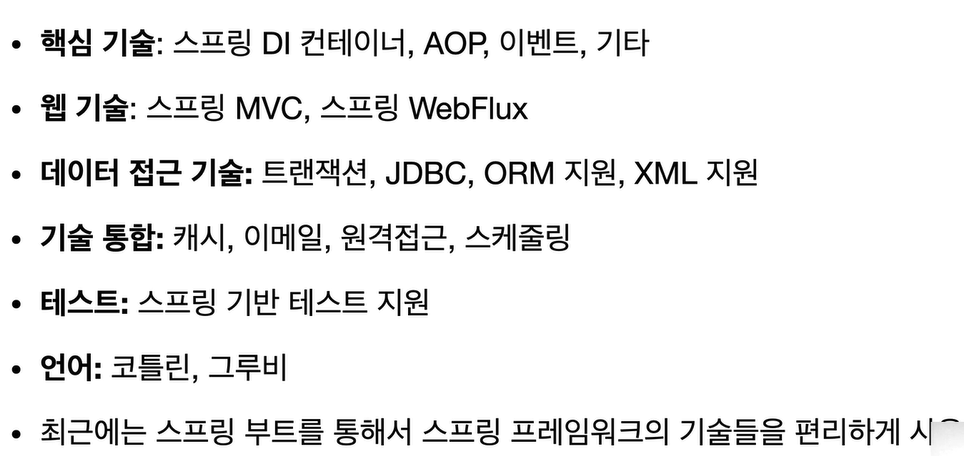 • 핵심 기술: 스프링 DI 컨테이너, AOP, 이벤트, 기타
• 웹 기술: 스프링 MVC, 스프링 WebFlux
• 데이터 접근 기술: 트랜잭션, JDBC, ORM 지원, XML 지원
• 기술 통합: 캐시, 이메일, 원격접근, 스케줄링
• 테스트: 스프링 기반 테스트 지원
• 언어: 코틀린, 그루비
• 최근에는 스프링 부트를 통해서 스프링 프레임워크의 기술들을 편리하게